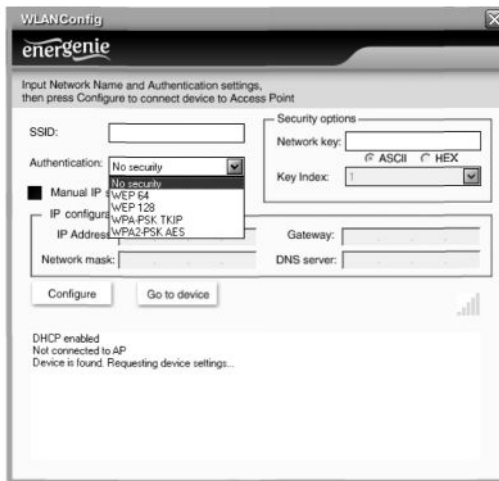 WLANConfig
energenie
Input Network Name and Authentication settings,
then press Configure to connect device to Access Point
SSID:
Authentication: No security
No security
WEP 64
WEP 128
WPA-PSK TKIP
WPA2-PSK AES
Manual IP s
Security options
Network key:
ASCII HEX
Key Index: 1
IP configura
IP Address
Gateway:
Network mask:
DNS server:
Configure Go to device
DHCP enabled
Not connected to AP
Device is found. Requesting device settings...